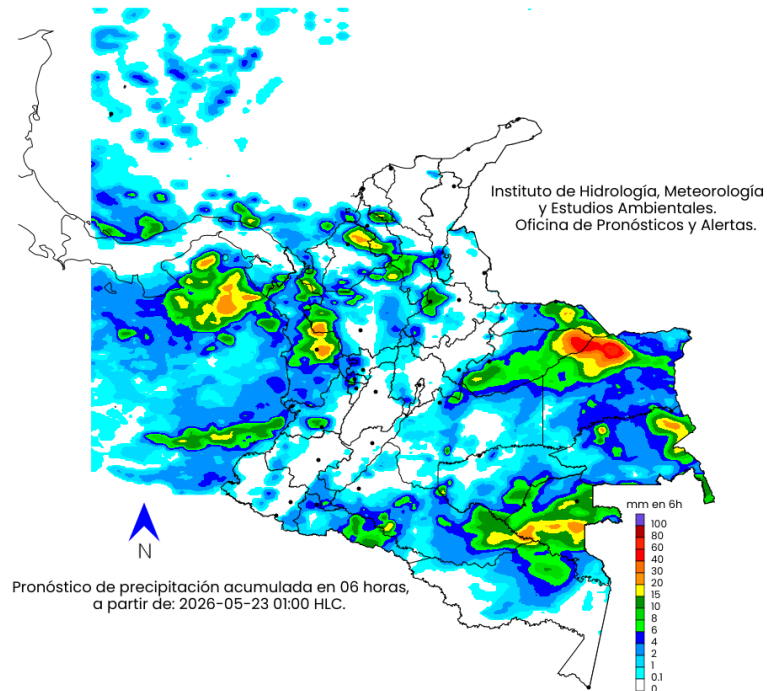 Instituto de Hidrología, Meteorología
y Estudios Ambientales.
Oficina de Pronósticos y Alertas.
N
Pronóstico de precipitación acumulada en 06 horas,
a partir de: 2026-05-23 01:00 HLC.
mm en 6h
100
80
60
40
30
20
15
10
8
6
4
2
1
0.1
0